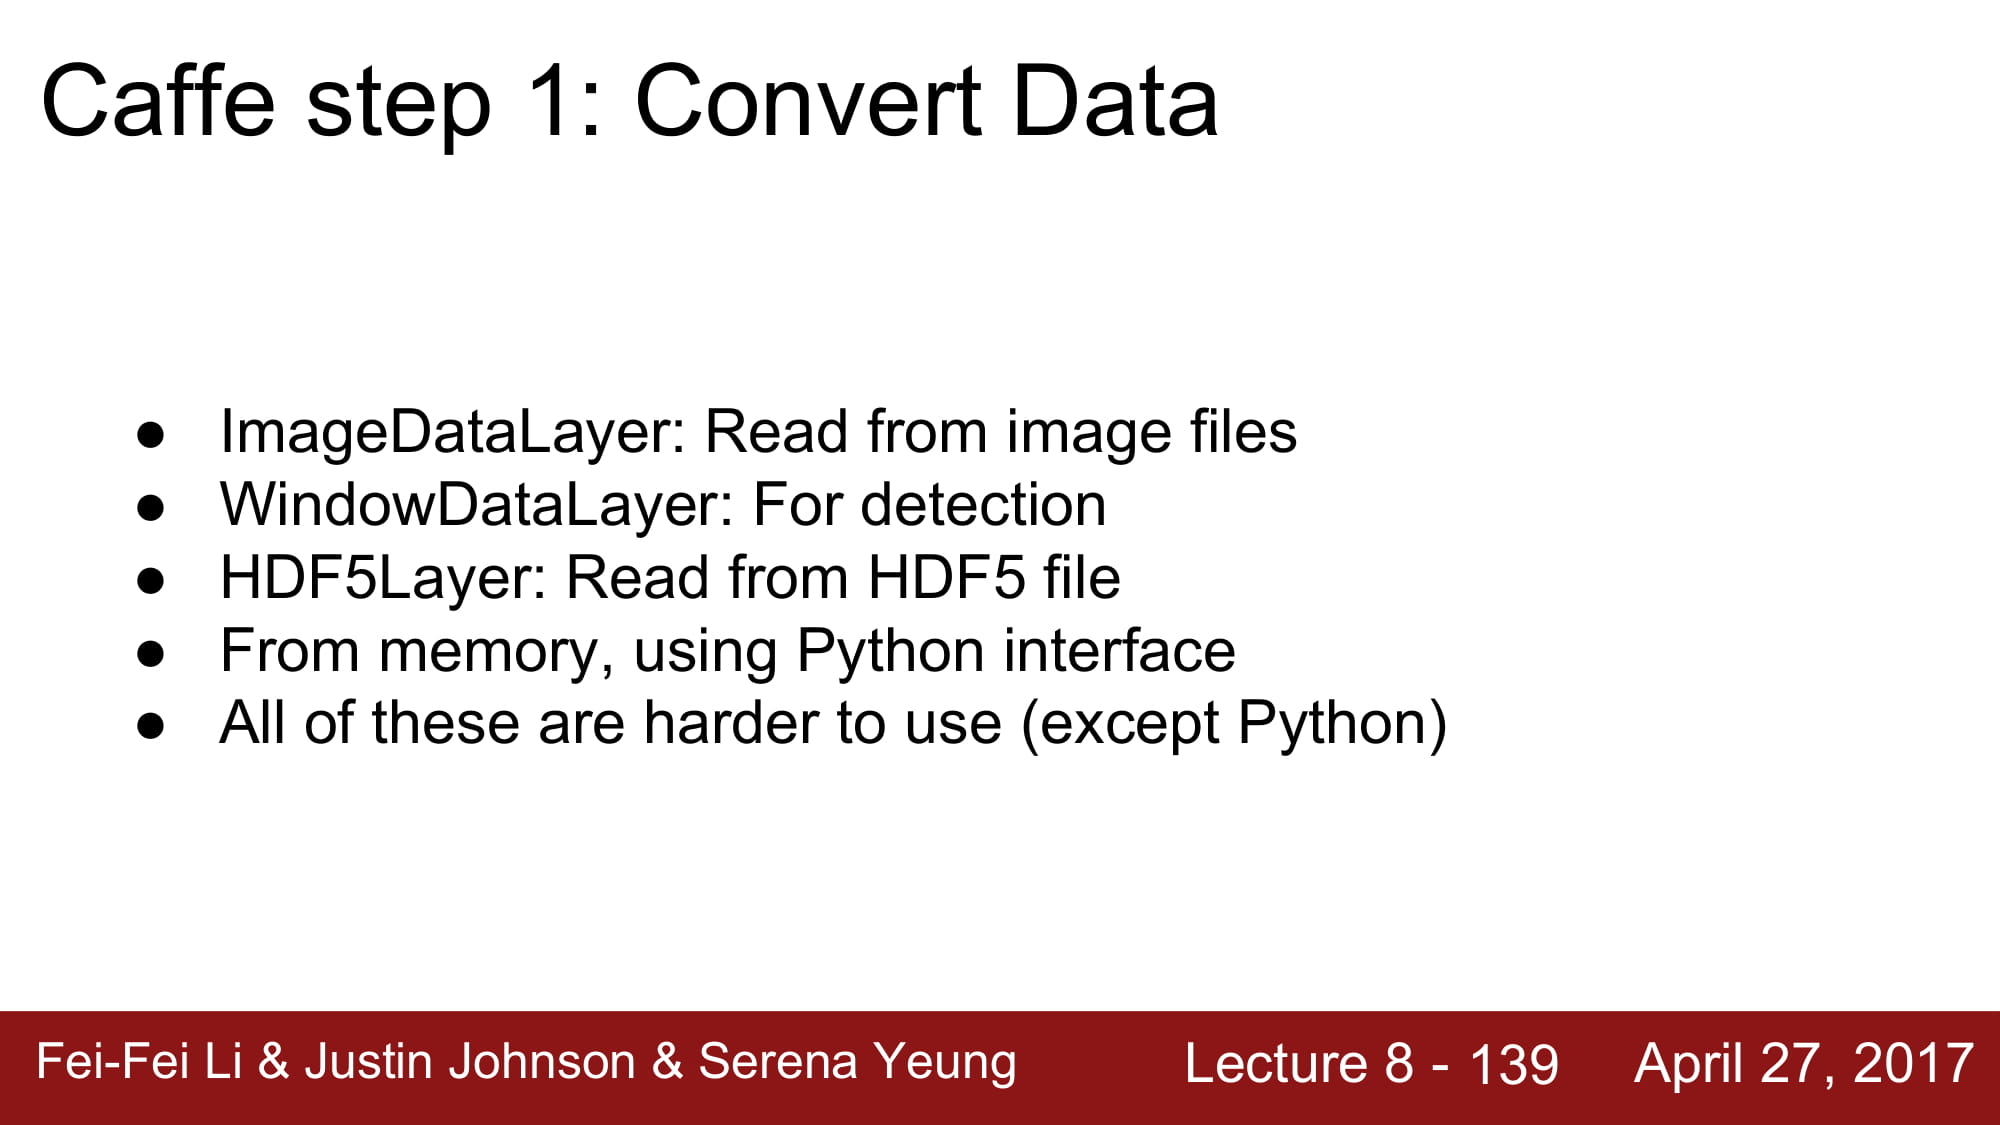 Caffe step 1: Convert Data
● ImageDataLayer: Read from image files
● WindowDataLayer: For detection
● HDF5Layer: Read from HDF5 file
● From memory, using Python interface
● All of these are harder to use (except Python)
Fei-Fei Li & Justin Johnson & Serena Yeung Lecture 8 - 139 April 27, 2017